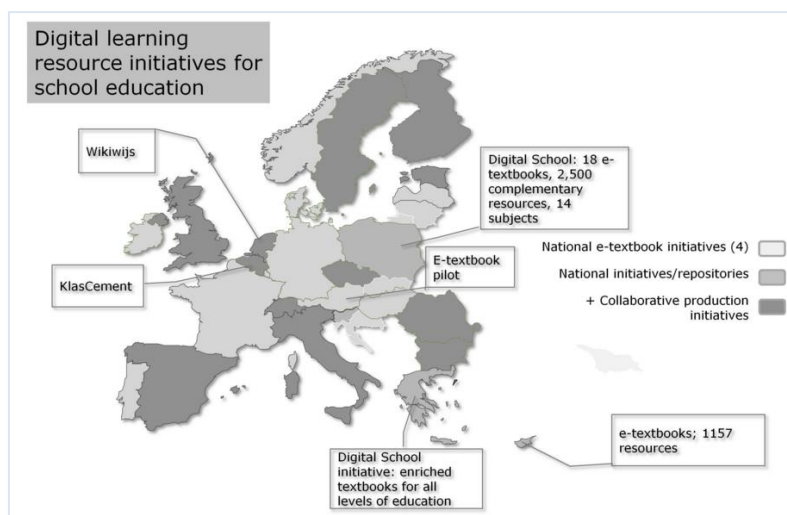 Digital learning
resource initiatives for
school education
Wikiwijs
Digital School: 18 e-
textbooks, 2,500
complementary
resources, 14
subjects
National e-textbook initiatives (4)
E-textbook
pilot
National initiatives/repositories
KlasCement
+ Collaborative production
initiatives
e-textbooks; 1157
resources
Digital School
initiative: enriched
textbooks for all
levels of education